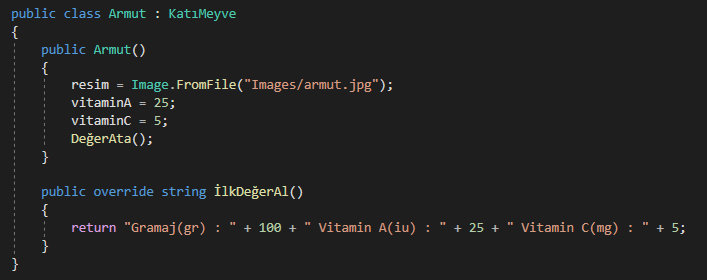 public class Armut : KatıMeyve
{
public Armut()
{
resim = Image.FromFile("Images/armut.jpg");
vitaminA = 25;
vitaminC = 5;
DeğerAta();
}
public override string İlkDeğerAl()
{
return "Gramaj(gr) : " + 100 + " Vitamin A(iu) : " + 25 + " Vitamin C(mg) : " + 5;
}
}